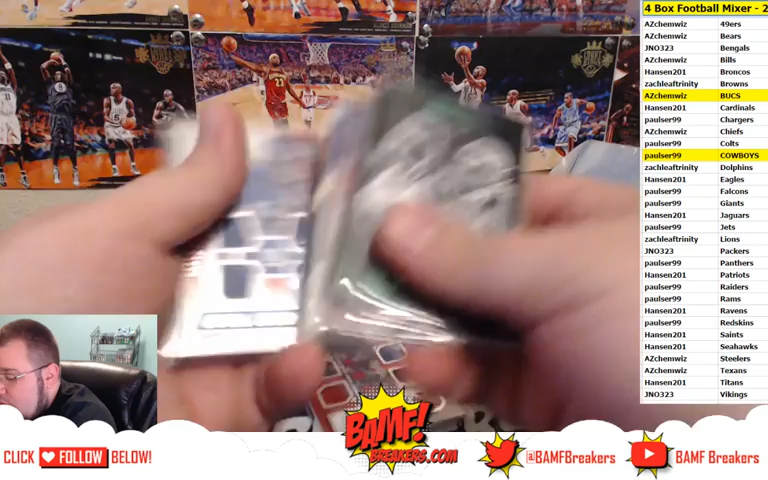 4 Box Football Mixer - 2
AZchemwiz 49ers
AZchemwiz Bears
JNO323 Bengals
AZchemwiz Bills
Hansen201 Broncos
zachleaftrinity Browns
AZchemwiz BUCS
Hansen201 Cardinals
paulser99 Chargers
AZchemwiz Chiefs
paulser99 Colts
paulser99 COWBOYS
zachleaftrinity Dolphins
Hansen201 Eagles
paulser99 Falcons
paulser99 Giants
Hansen201 Jaguars
paulser99 Jets
zachleaftrinity Lions
JNO323 Packers
paulser99 Panthers
Hansen201 Patriots
paulser99 Raiders
paulser99 Rams
Hansen201 Ravens
paulser99 Redskins
Hansen201 Saints
Hansen201 Seahawks
AZchemwiz Steelers
AZchemwiz Texans
Hansen201 Titans
JNO323 Vikings
23
5
CLICK FOLLOW BELOW!
BAMF!
BREAKERS.COM
@BAMFBreakers
BAMF Breakers